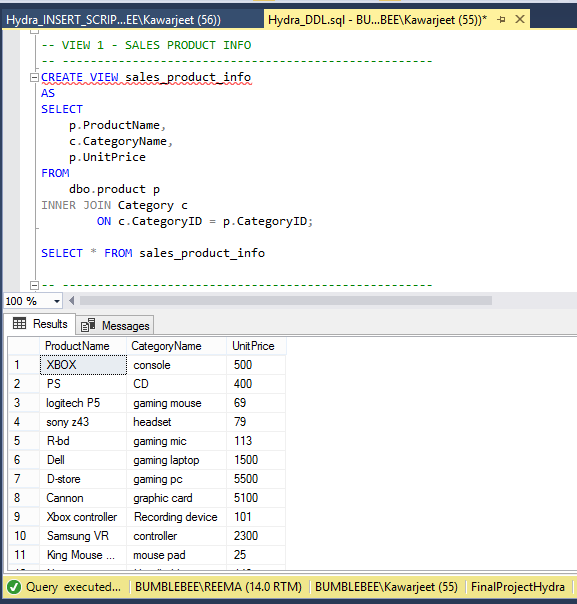 Hydra_INSERT_SCRIP...EE\Kawarjeet (56))
Hydra_DDL.sql - BU...BEE\Kawarjeet (55))*
-- VIEW 1 - SALES PRODUCT INFO
-- ----------------------------------------------------
CREATE VIEW sales_product_info
AS
SELECT
p.ProductName,
c.CategoryName,
p.UnitPrice
FROM
dbo.product p
INNER JOIN Category c
ON c.CategoryID = p.CategoryID;
SELECT * FROM sales_product_info
-- ----------------------------------------------------
100 %
Results Messages
ProductName CategoryName UnitPrice
1 XBOX console 500
2 PS CD 400
3 logitech P5 gaming mouse 69
4 sony z43 headset 79
5 R-bd gaming mic 113
6 Dell gaming laptop 1500
7 D-store gaming pc 5500
8 Cannon graphic card 5100
9 Xbox controller Recording device 101
10 Samsung VR controller 2300
11 King Mouse ... mouse pad 25
Query executed... BUMBLEBEE\REEMA (14.0 RTM) BUMBLEBEE\Kawarjeet (55) FinalProjectHydra